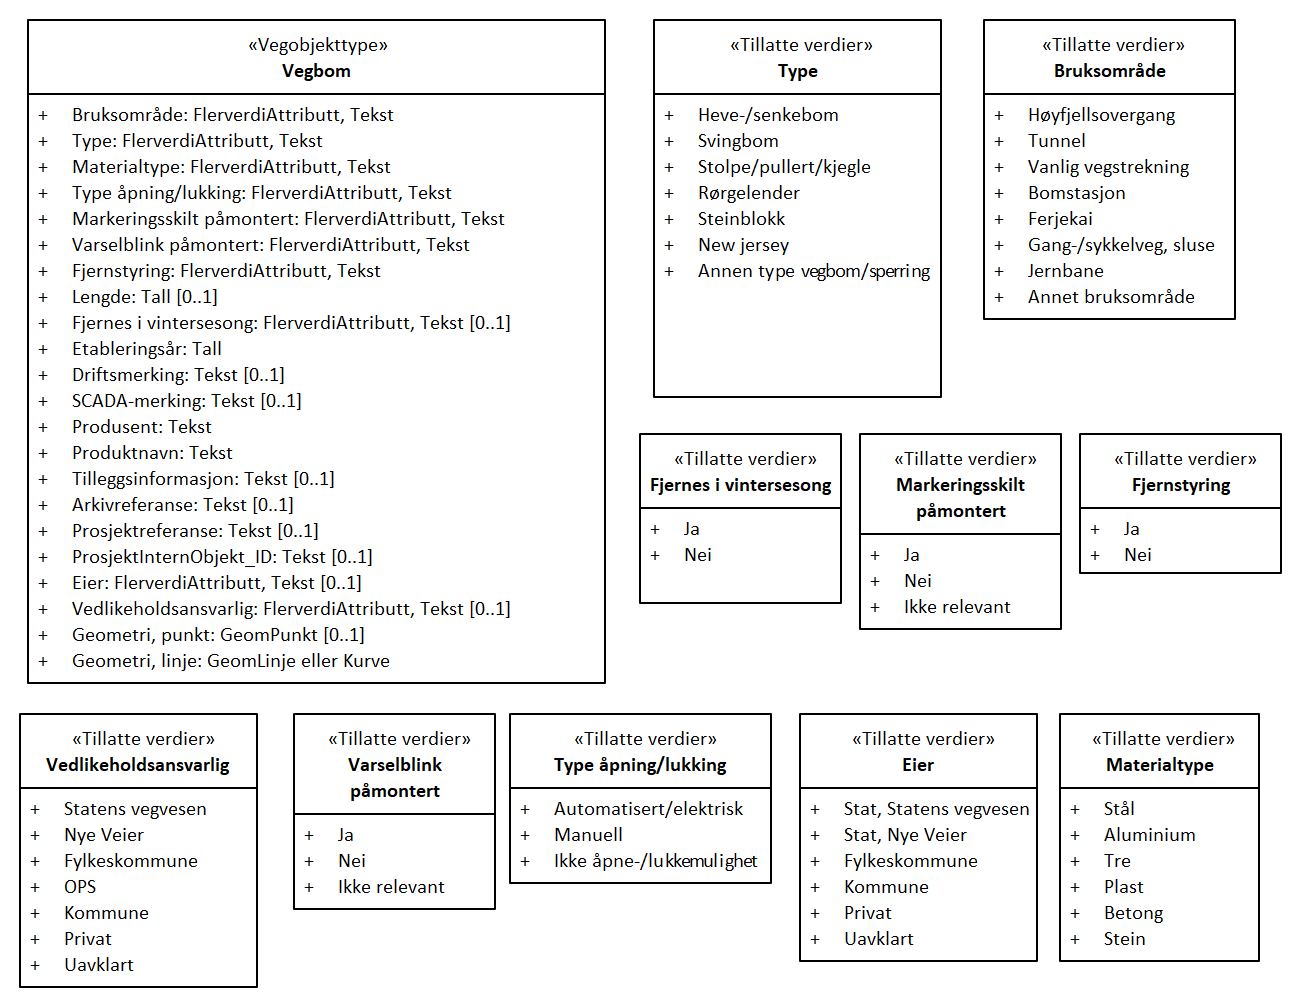 «Vegobjekttype»
Vegbom
+ Bruksområde: FlerverdiAttributt, Tekst
+ Type: FlerverdiAttributt, Tekst
+ Materialtype: FlerverdiAttributt, Tekst
+ Type åpning/lukking: FlerverdiAttributt, Tekst
+ Markeringsskilt påmontert: FlerverdiAttributt, Tekst
+ Varselblink påmontert: FlerverdiAttributt, Tekst
+ Fjernstyring: FlerverdiAttributt, Tekst
+ Lengde: Tall [0..1]
+ Fjernes i vintersesong: FlerverdiAttributt, Tekst [0..1]
+ Etableringsår: Tall
+ Driftsmerking: Tekst [0..1]
+ SCADA-merking: Tekst [0..1]
+ Produsent: Tekst
+ Produktnavn: Tekst
+ Tilleggsinformasjon: Tekst [0..1]
+ Arkivreferanse: Tekst [0..1]
+ Prosjektreferanse: Tekst [0..1]
+ ProsjektInternObjekt_ID: Tekst [0..1]
+ Eier: FlerverdiAttributt, Tekst [0..1]
+ Vedlikeholdsansvarlig: FlerverdiAttributt, Tekst [0..1]
+ Geometri, punkt: GeomPunkt [0..1]
+ Geometri, linje: GeomLinje eller Kurve
«Tillatte verdier»
Type
+ Heve-/senkebom
+ Svingbom
+ Stolpe/pullert/kjegle
+ Rørgelender
+ Steinblokk
+ New jersey
+ Annen type vegbom/sperring
«Tillatte verdier»
Bruksområde
+ Høyfjellsovergang
+ Tunnel
+ Vanlig vegstrekning
+ Bomstasjon
+ Ferjekai
+ Gang-/sykkelveg, sluse
+ Jernbane
+ Annet bruksområde
«Tillatte verdier»
Fjernes i vintersesong
+ Ja
+ Nei
«Tillatte verdier»
Markeringsskilt
påmontert
+ Ja
+ Nei
+ Ikke relevant
«Tillatte verdier»
Fjernstyring
+ Ja
+ Nei
«Tillatte verdier»
Vedlikeholdsansvarlig
+ Statens vegvesen
+ Nye Veier
+ Fylkeskommune
+ OPS
+ Kommune
+ Privat
+ Uavklart
«Tillatte verdier»
Varselblink
påmontert
+ Ja
+ Nei
+ Ikke relevant
«Tillatte verdier»
Type åpning/lukking
+ Automatisert/elektrisk
+ Manuell
+ Ikke åpne-/lukkemulighet
«Tillatte verdier»
Eier
+ Stat, Statens vegvesen
+ Stat, Nye Veier
+ Fylkeskommune
+ Kommune
+ Privat
+ Uavklart
«Tillatte verdier»
Materialtype
+ Stål
+ Aluminium
+ Tre
+ Plast
+ Betong
+ Stein